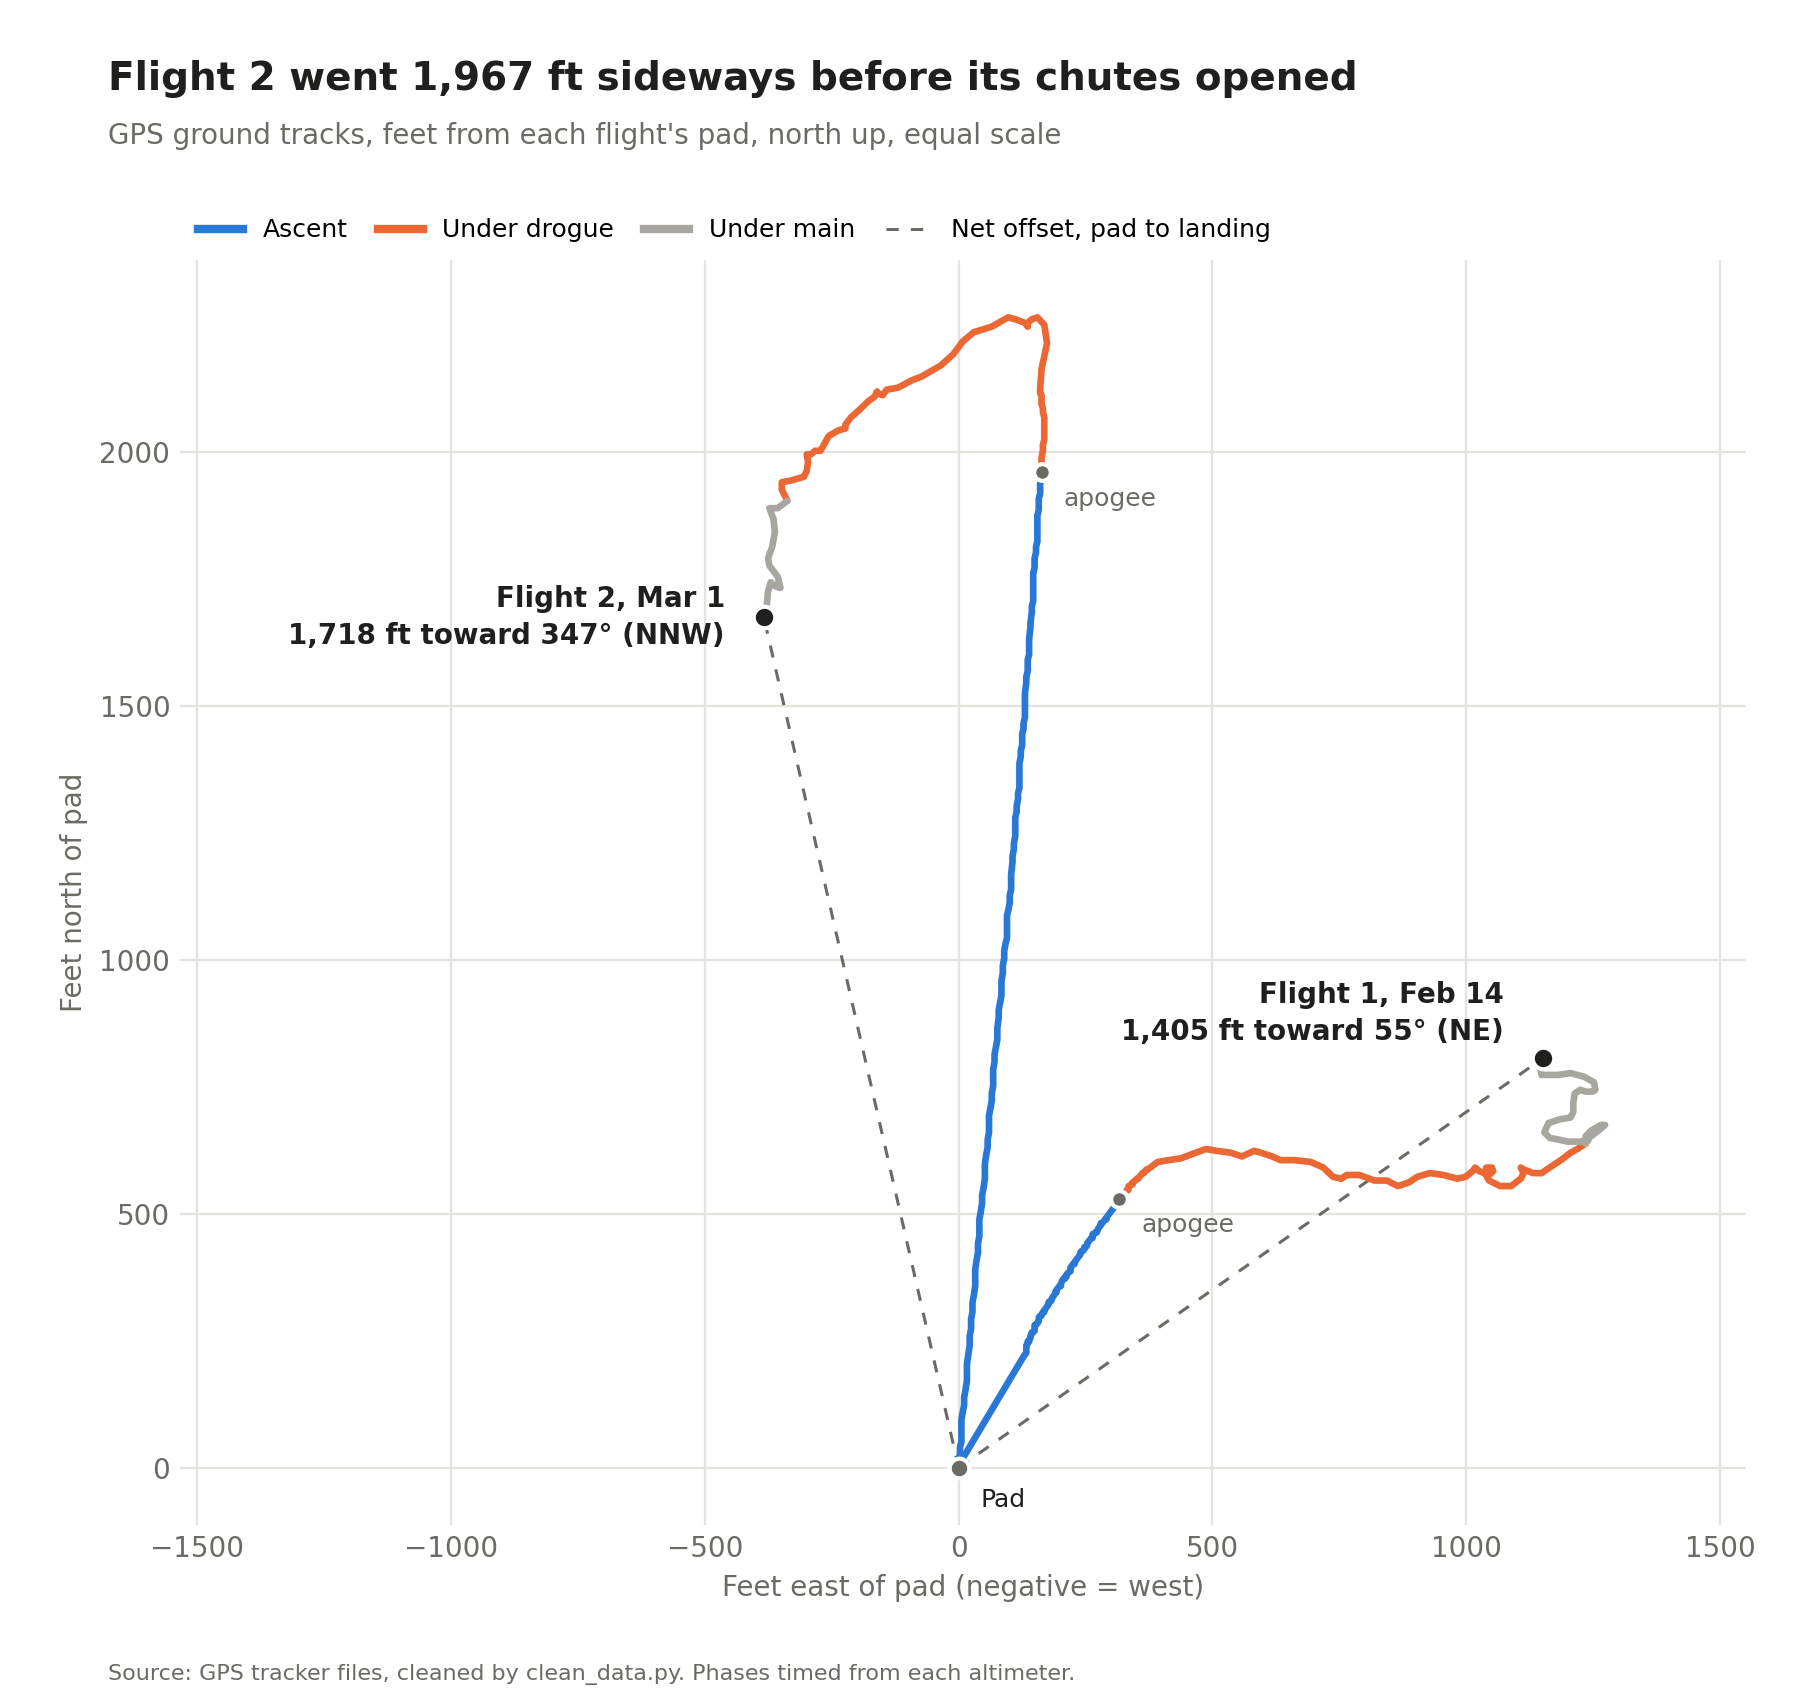 Flight 2 went 1,967 ft sideways before its chutes opened
GPS ground tracks, feet from each flight's pad, north up, equal scale
Ascent
Under drogue
Under main
Net offset, pad to landing
2000
1500
1000
500
0
Feet north of pad
apogee
Flight 2, Mar 1
1,718 ft toward 347° (NNW)
Flight 1, Feb 14
1,405 ft toward 55° (NE)
apogee
Pad
−1500
−1000
−500
0
500
1000
1500
Feet east of pad (negative = west)
Source: GPS tracker files, cleaned by clean_data.py. Phases timed from each altimeter.